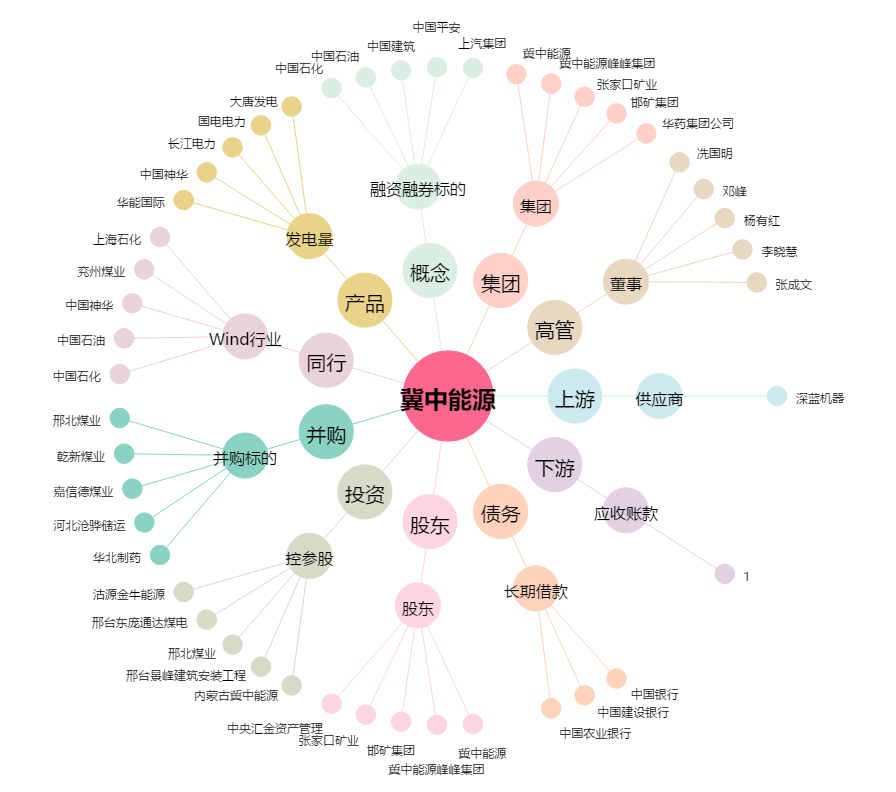 中国平安
上汽集团
中国建筑
中国石油
中国石化
冀中能源
冀中能源峰峰集团
张家口矿业
邯矿集团
华药集团公司
大唐发电
国电电力
长江电力
中国神华
华能国际
融资融券标的
集团
冼国明
邓峰
杨有红
李晓慧
张成文
发电量
概念
集团
董事
上海石化
兖州煤业
中国神华
中国石油
中国石化
产品
高管
Wind行业
同行
冀中能源
上游
供应商
深蓝机器
邢北煤业
乾新煤业
嘉信德煤业
河北沧骅储运
华北制药
并购
并购标的
下游
投资
股东
债务
应收账款
1
控参股
长期借款
股东
沽源金牛能源
邢台东庞通达煤电
邢北煤业
邢台景峰建筑安装工程
内蒙古冀中能源
中央汇金资产管理
张家口矿业
邯矿集团
冀中能源峰峰集团
冀中能源
中国银行
中国建设银行
中国农业银行